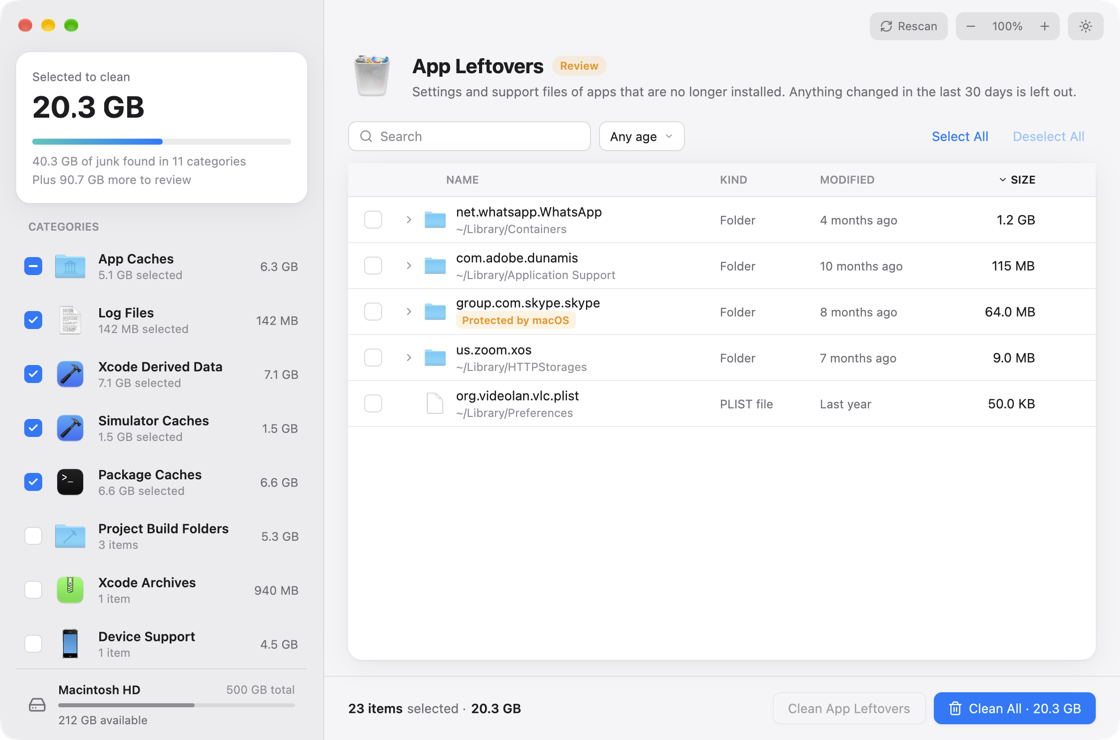 Selected to clean
20.3 GB
40.3 GB of junk found in 11 categories
Plus 90.7 GB more to review
CATEGORIES
App Caches
5.1 GB selected
6.3 GB
Log Files
142 MB selected
142 MB
Xcode Derived Data
7.1 GB selected
7.1 GB
Simulator Caches
1.5 GB selected
1.5 GB
Package Caches
6.6 GB selected
6.6 GB
Project Build Folders
3 items
5.3 GB
Xcode Archives
1 item
940 MB
Device Support
1 item
4.5 GB
Macintosh HD
500 GB total
212 GB available
Rescan
100%
App Leftovers
Review
Settings and support files of apps that are no longer installed. Anything changed in the last 30 days is left out.
Search
Any age
Select All
Deselect All
NAME KIND MODIFIED SIZE
net.whatsapp.WhatsApp
~/Library/Containers
Folder 4 months ago 1.2 GB
com.adobe.dunamis
~/Library/Application Support
Folder 10 months ago 115 MB
group.com.skype.skype
Protected by macOS
Folder 8 months ago 64.0 MB
us.zoom.xos
~/Library/HTTPStorages
Folder 7 months ago 9.0 MB
org.videolan.vlc.plist
~/Library/Preferences
PLIST file Last year 50.0 KB
23 items selected · 20.3 GB
Clean App Leftovers
Clean All · 20.3 GB